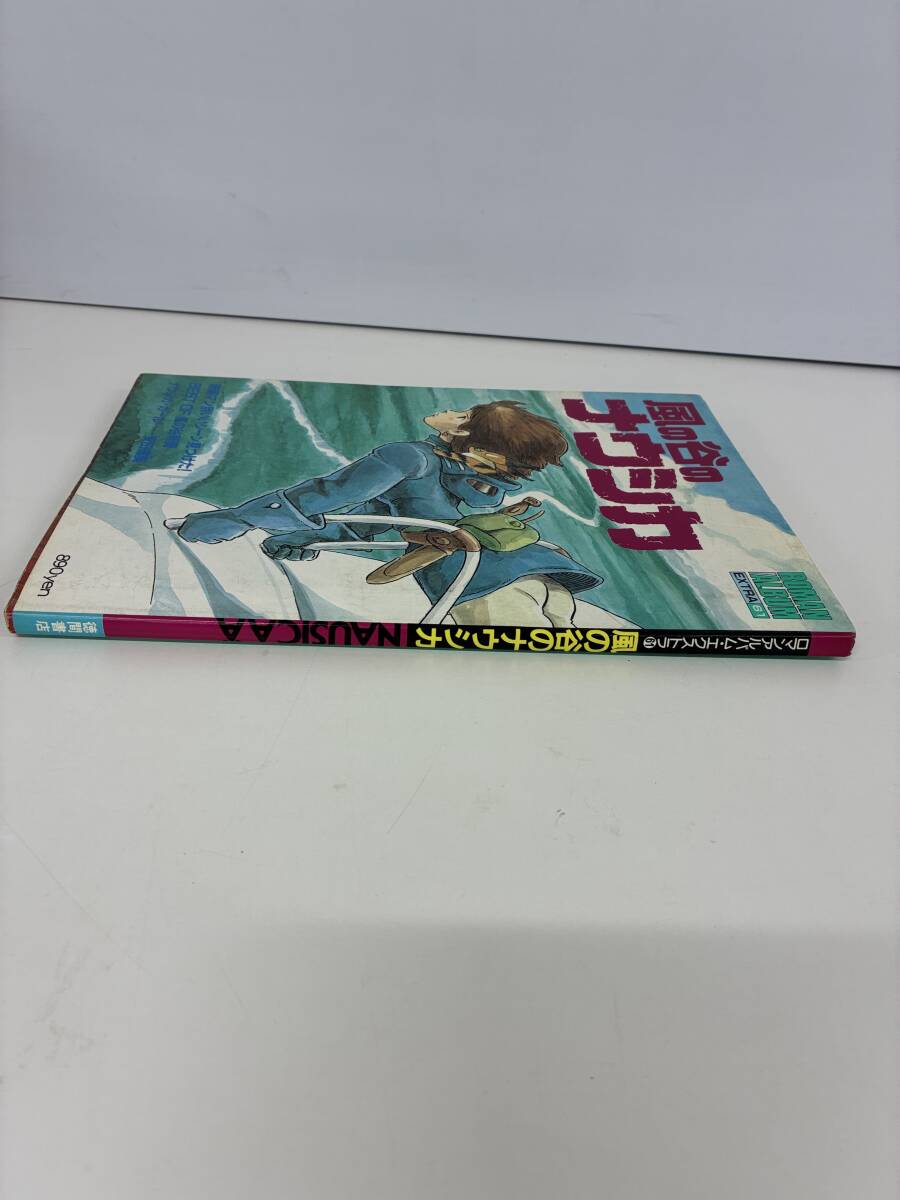 風の谷の
ナウシカ
ROMAN
ALBUM
EXTRA 61
890yen
ロマンアルバム・エクストラ61
風の谷のナウシカ
NAUSICAA
徳間書店